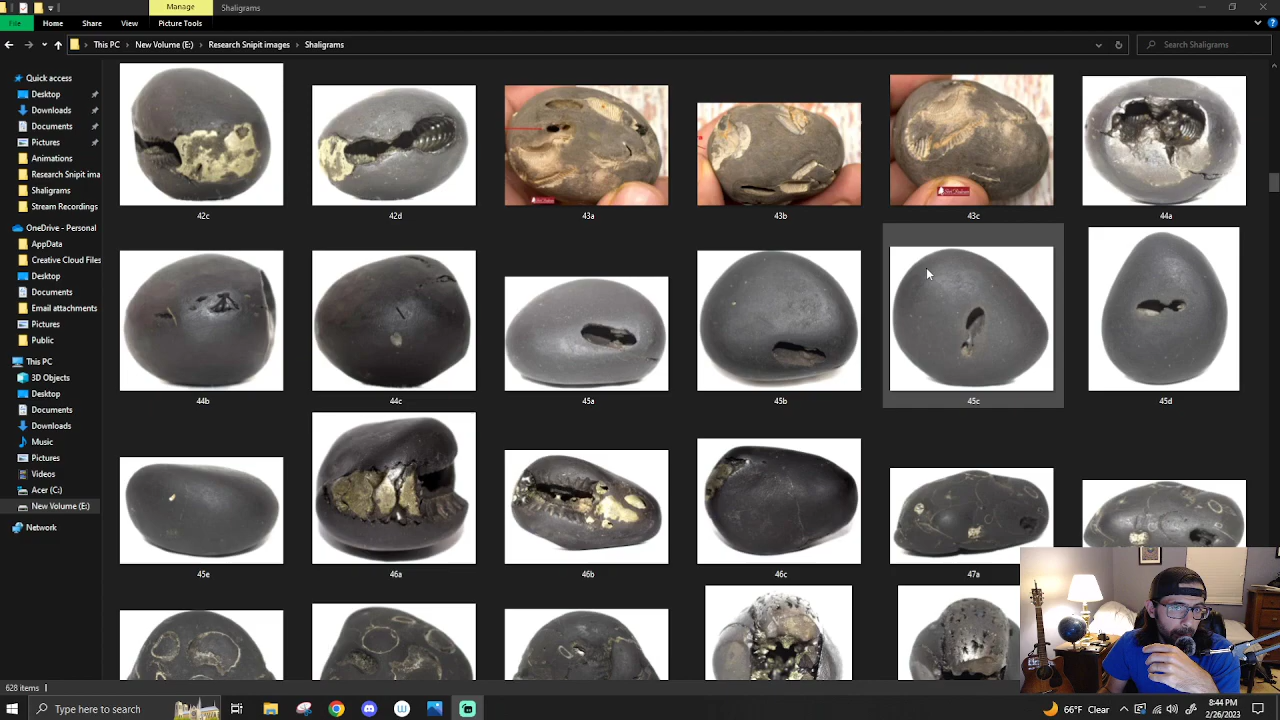 Manage
Shaligrams
File
Home
Share
View
Picture Tools
This PC
New Volume (E:)
Research Snipit images
Shaligrams
Search Shaligrams
Quick access
Desktop
Downloads
Documents
Pictures
Animations
Research Snipit ima
Shaligrams
Stream Recordings
OneDrive - Personal
AppData
Creative Cloud Files
Desktop
Documents
Email attachments
Pictures
Public
This PC
3D Objects
Desktop
Documents
Downloads
Music
Pictures
Videos
Acer (C:)
New Volume (E:)
Network
42c
42d
43a
43b
43c
44a
44b
44c
45a
45b
45c
45d
45e
46a
46b
46c
47a
628 items
Type here to search
66°F Clear
8:44 PM
2/26/2023